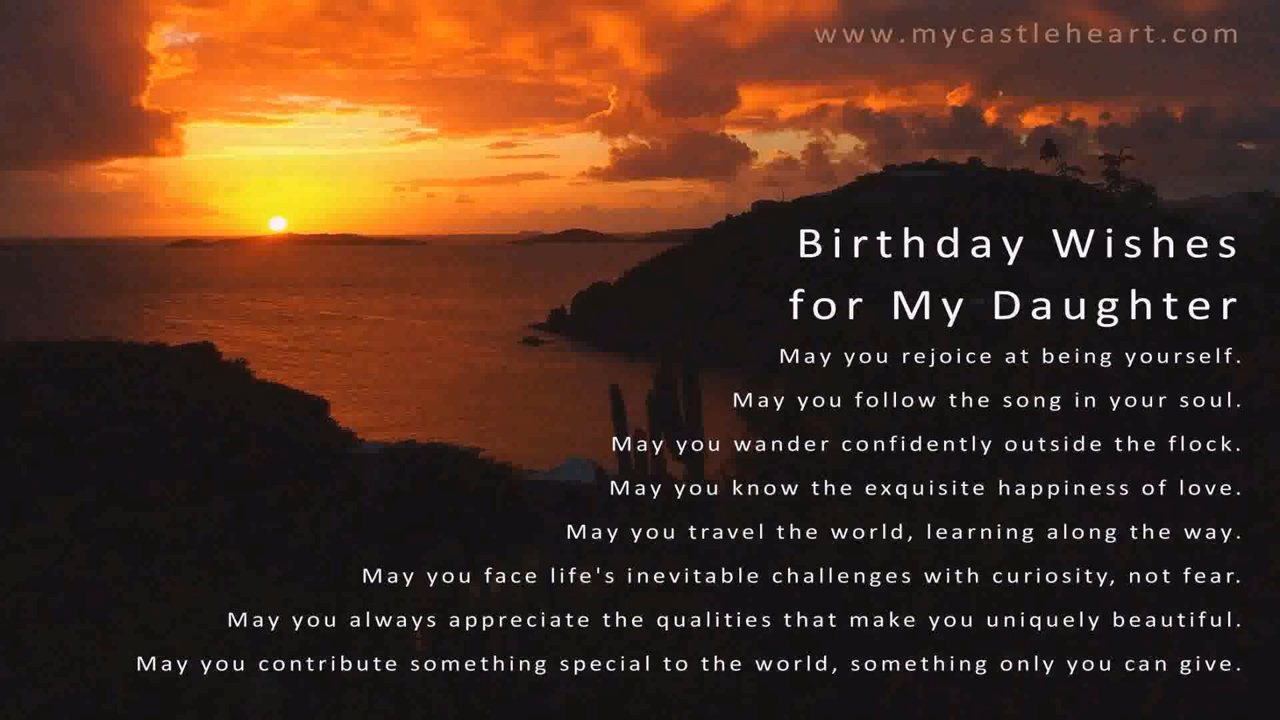 www.mycastleheart.com
Birthday Wishes
for My Daughter
May you rejoice at being yourself.
May you follow the song in your soul.
May you wander confidently outside the flock.
May you know the exquisite happiness of love.
May you travel the world, learning along the way.
May you face life's inevitable challenges with curiosity, not fear.
May you always appreciate the qualities that make you uniquely beautiful.
May you contribute something special to the world, something only you can give.